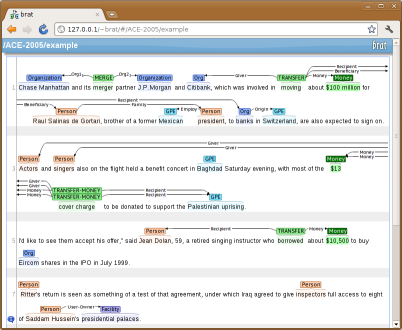 brat
127.0.0.1/brat/#/ACE-2005/example
/ACE-2005/example brat
Recipient
Beneficiary
Org1 Org2 Giver Money
Organization MERGE Organization Org TRANSFER Money
1 Chase Manhattan and its merger partner J.P.Morgan and Citibank, which was involved in moving about $100 million for
Beneficiary Recipient
Family Employ Giver Origin
Person Person GPE Person Org GPE
Raul Salinas de Gortari, brother of a former Mexican president, to banks in Switzerland, are also expected to sign on.
Giver
Giver
Money
Money
Person Person GPE Money
3 Actors and singers also on the flight held a benefit concert in Baghdad Saturday evening, with most of the $13
Giver
Giver
Money TRANSFER-MONEY Recipient
Money TRANSFER-MONEY Recipient GPE
cover charge to be donated to support the Palestinian uprising.
Person Recipient TRANSFER Money Money
5 I'd like to see them accept his offer," said Jean Dolan, 59, a retired singing instructor who borrowed about $10,500 to buy
Org
Eircom shares in the IPO in July 1999.
Person Person
7 Ritter's return is seen as something of a test of that agreement, under which Iraq agreed to give inspectors full access to eight
Person User-Owner Facility
of Saddam Hussein's presidential palaces.